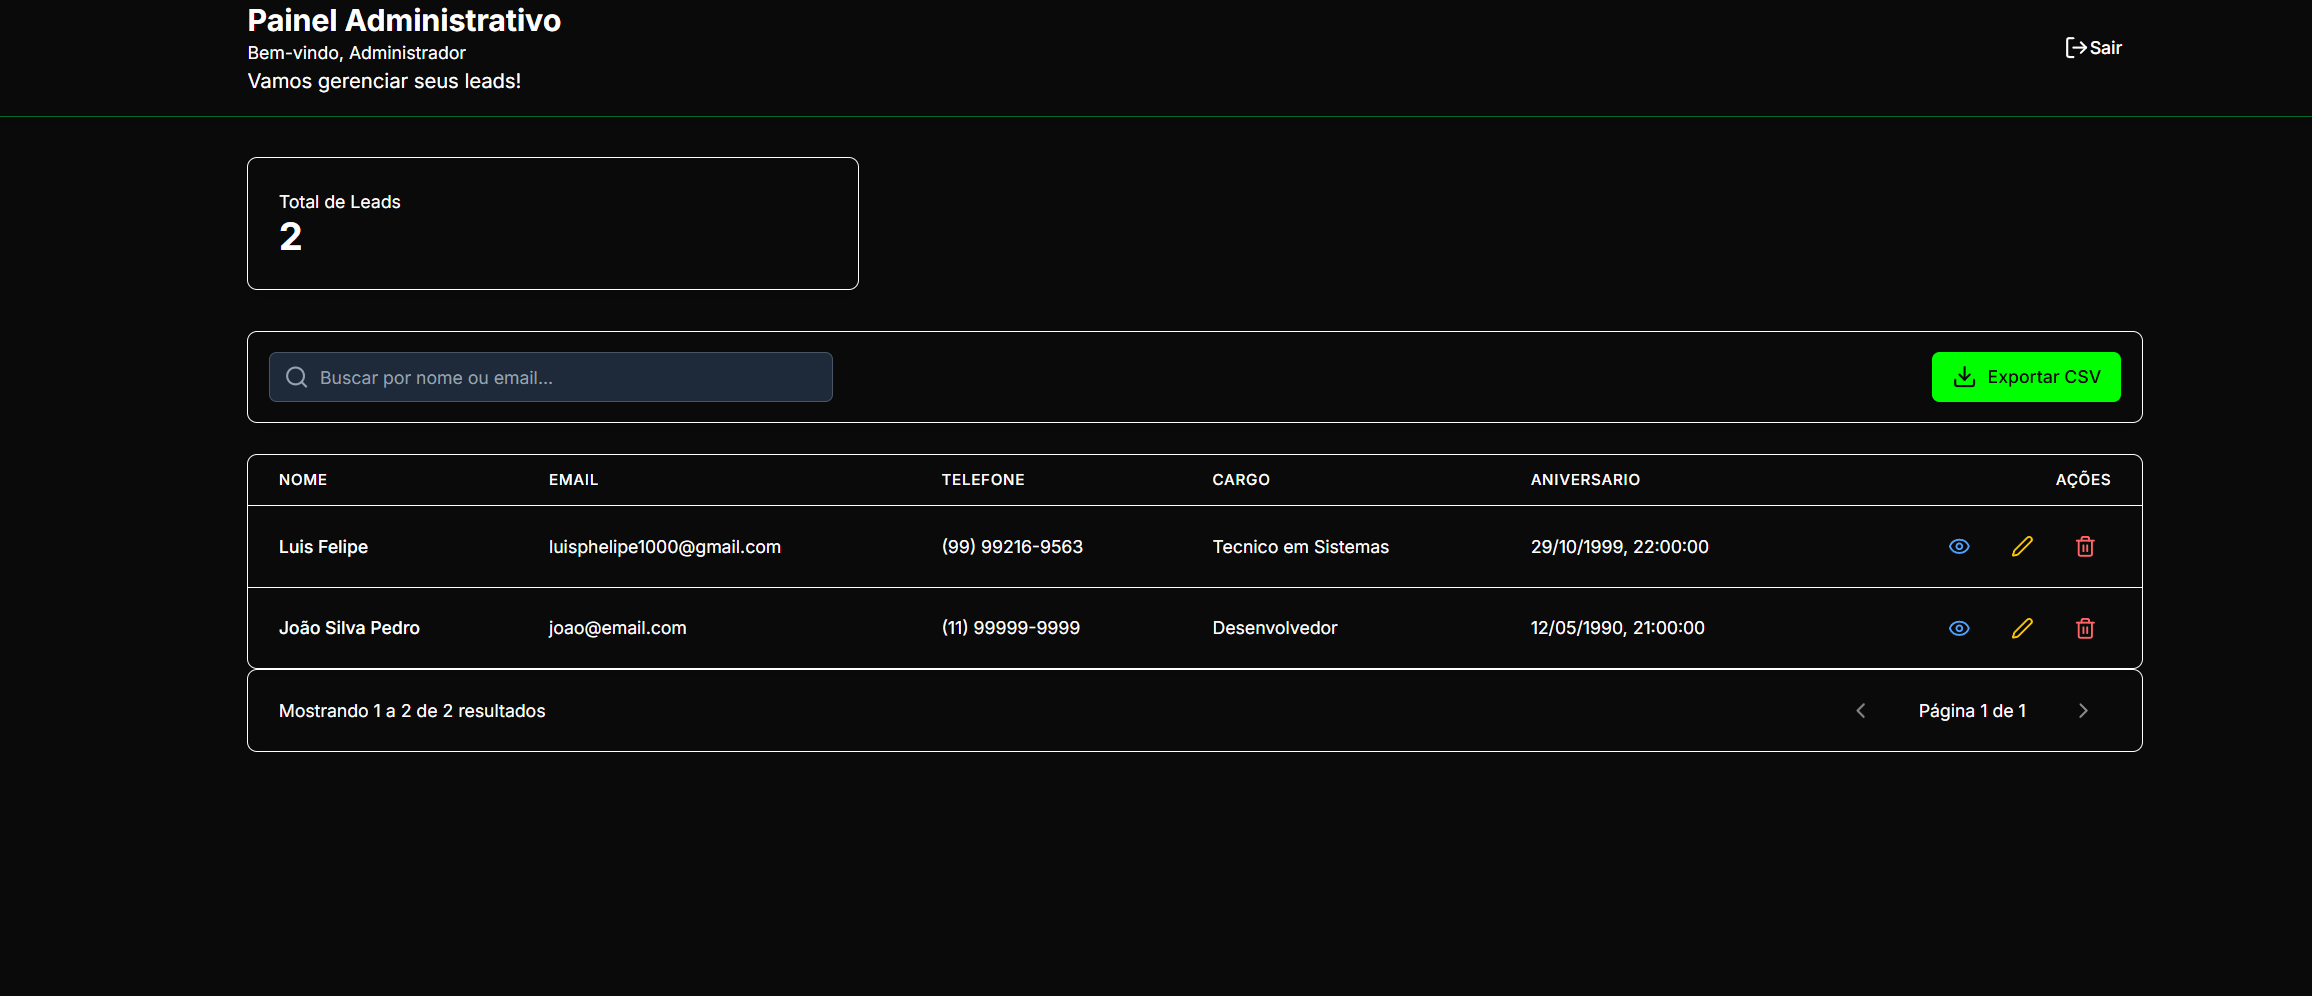 Painel Administrativo
Bem-vindo, Administrador
Vamos gerenciar seus leads!
Sair
Total de Leads
2
Buscar por nome ou email...
Exportar CSV
NOME EMAIL TELEFONE CARGO ANIVERSARIO AÇÕES
Luis Felipe luisphelipe1000@gmail.com (99) 99216-9563 Tecnico em Sistemas 29/10/1999, 22:00:00
João Silva Pedro joao@email.com (11) 99999-9999 Desenvolvedor 12/05/1990, 21:00:00
Mostrando 1 a 2 de 2 resultados Página 1 de 1